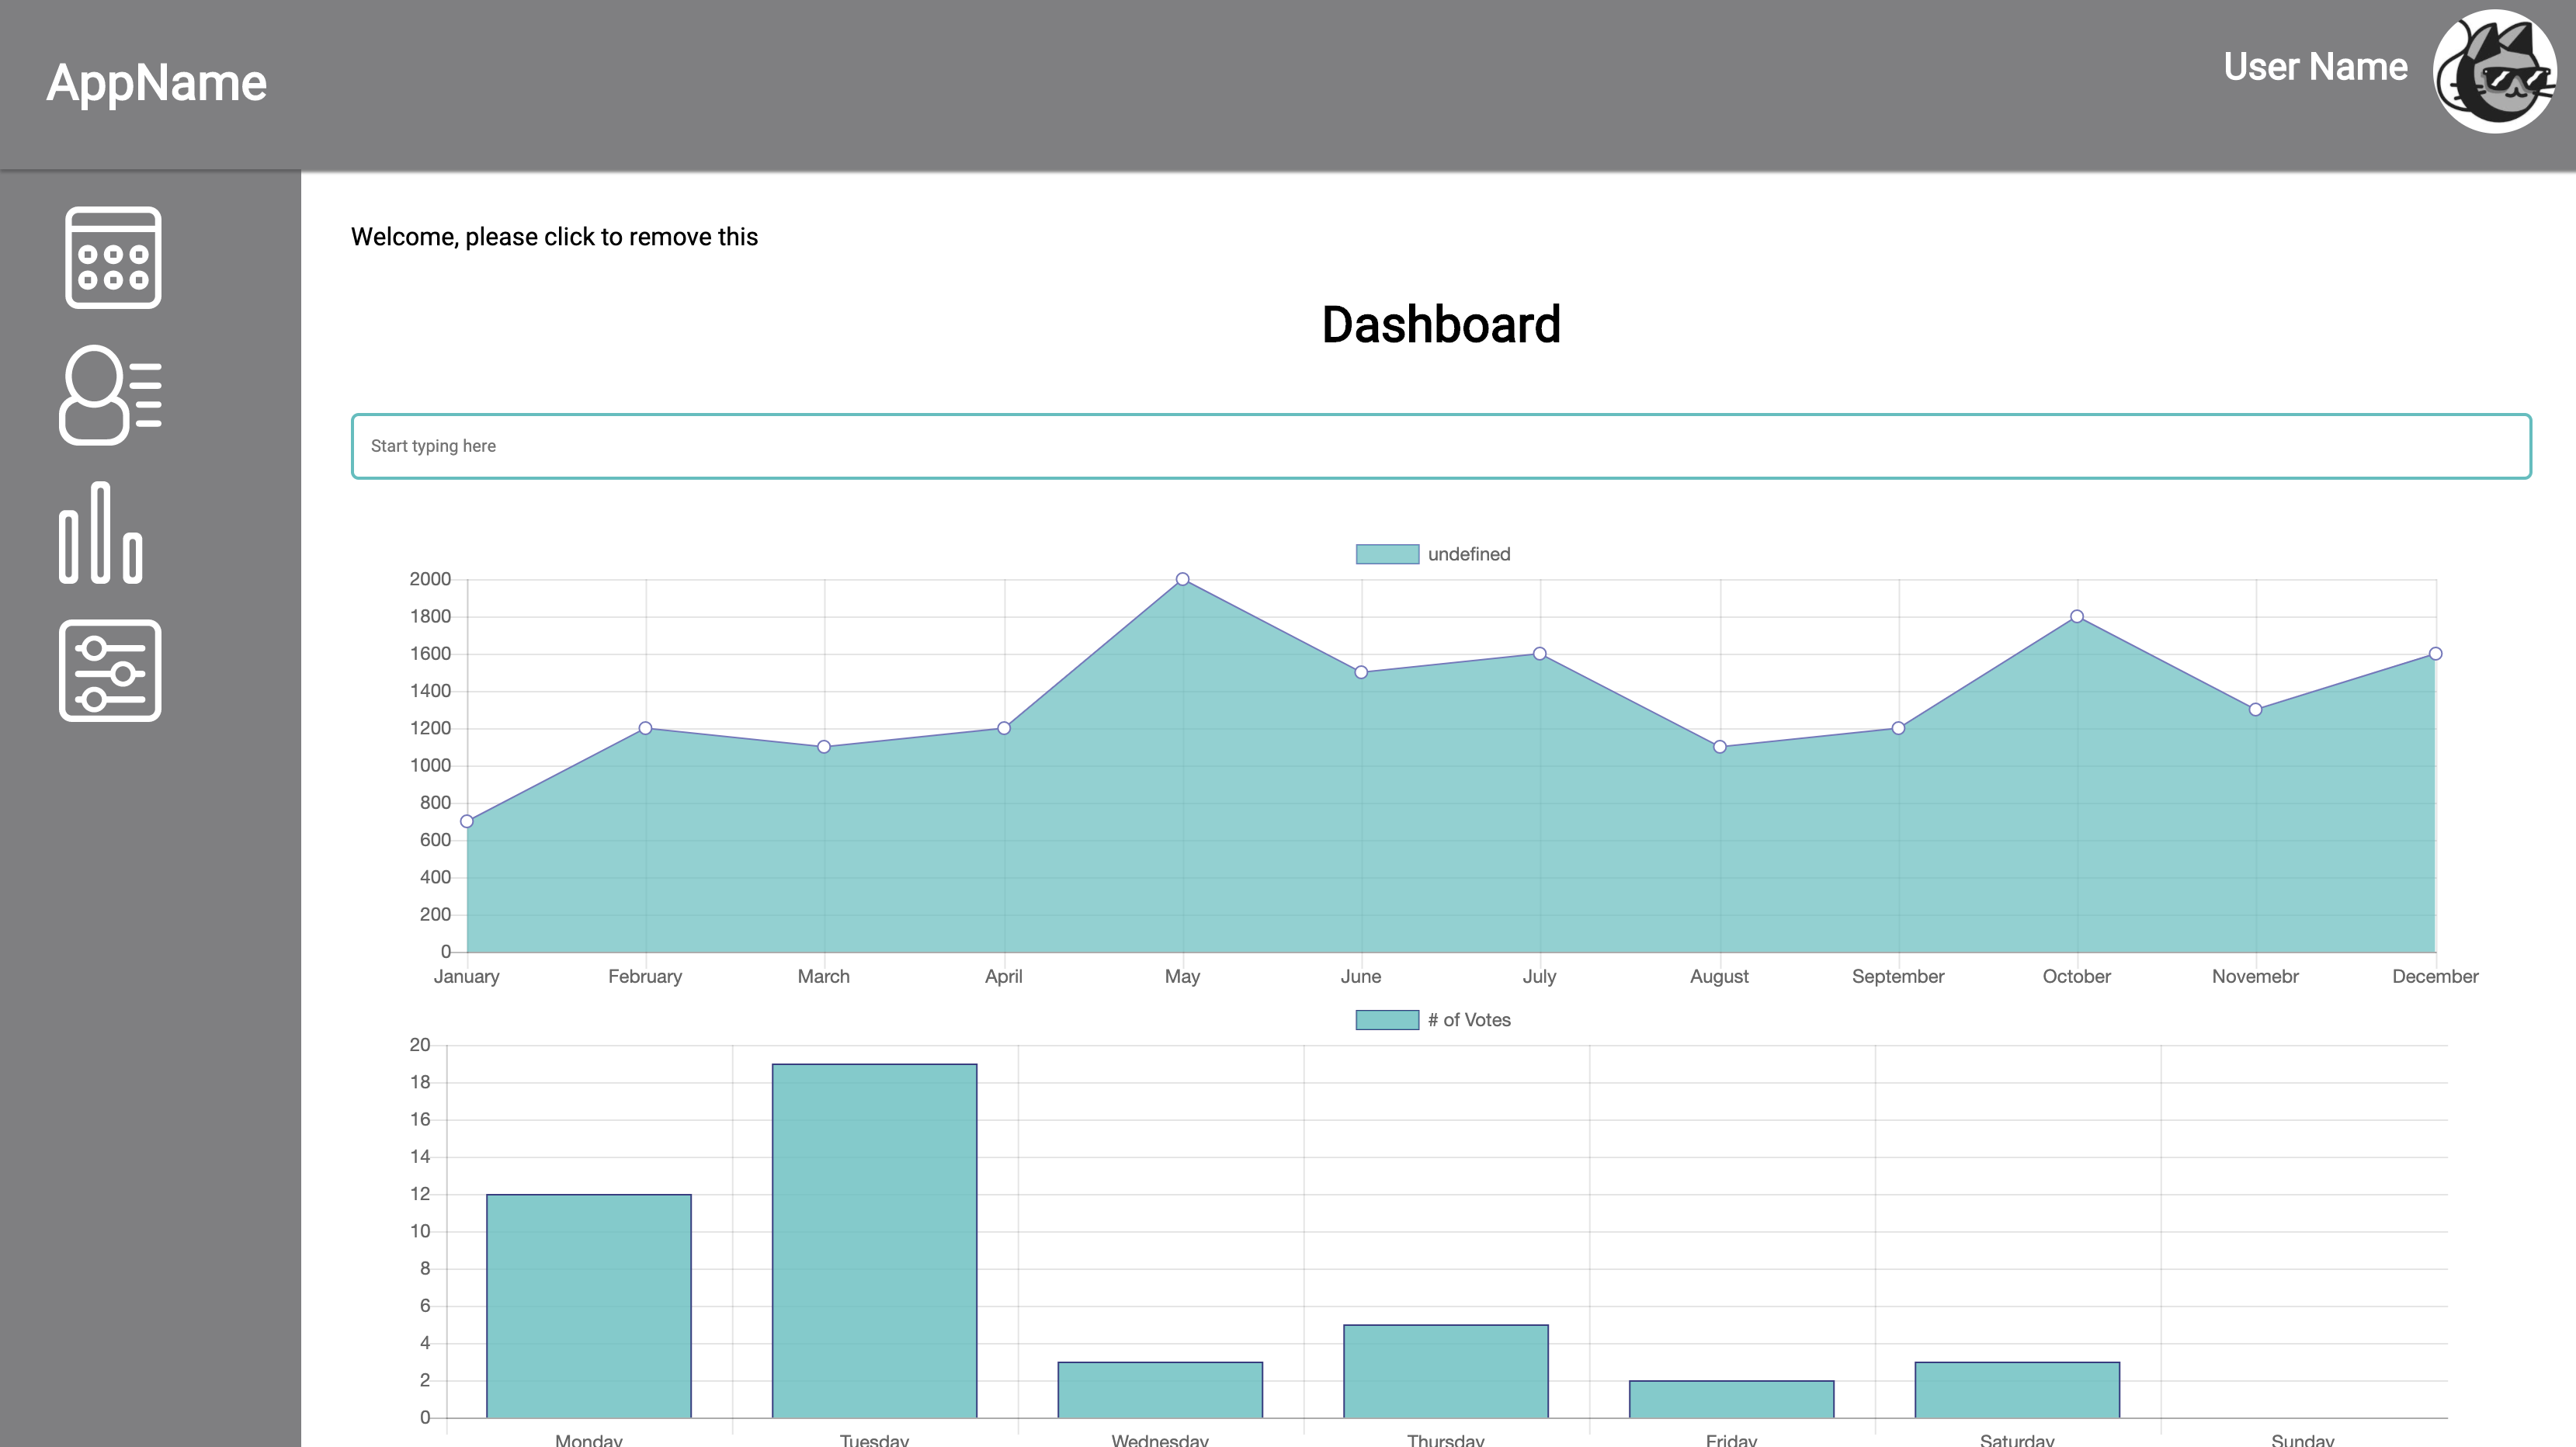 AppName
User Name
Welcome, please click to remove this
Dashboard
Start typing here
undefined
2000
1800
1600
1400
1200
1000
800
600
400
200
0
January February March April May June July August September October Novemebr December
# of Votes
20
18
16
14
12
10
8
6
4
2
0
Monday Tuesday Wednesday Thursday Friday Saturday Sunday